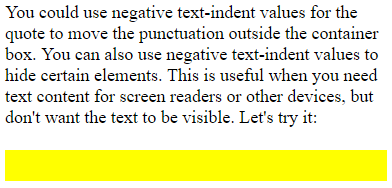 You could use negative text-indent values for the
quote to move the punctuation outside the container
box. You can also use negative text-indent values to
hide certain elements. This is useful when you need
text content for screen readers or other devices, but
don't want the text to be visible. Let's try it: